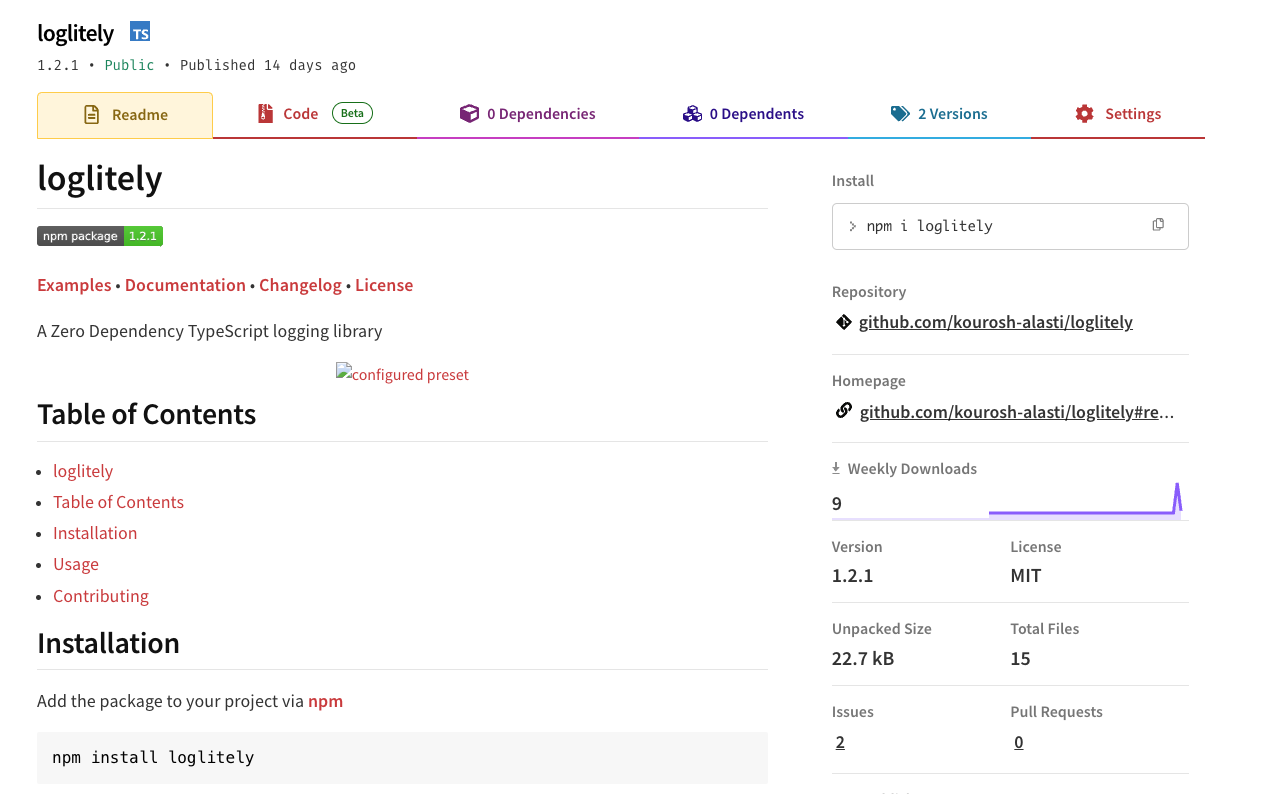 loglitely TS
1.2.1 • Public • Published 14 days ago
Readme
Code Beta
0 Dependencies
0 Dependents
2 Versions
Settings
loglitely
npm package 1.2.1
Examples • Documentation • Changelog • License
A Zero Dependency TypeScript logging library
configured preset
Table of Contents
loglitely
Table of Contents
Installation
Usage
Contributing
Installation
Add the package to your project via npm
npm install loglitely
Install
> npm i loglitely
Repository
github.com/kourosh-alasti/loglitely
Homepage
github.com/kourosh-alasti/loglitely#re...
Weekly Downloads
9
Version
1.2.1
License
MIT
Unpacked Size
22.7 kB
Total Files
15
Issues
2
Pull Requests
0